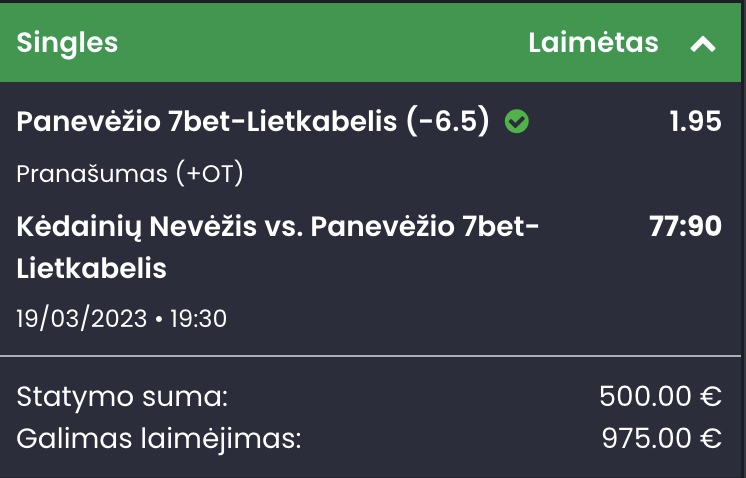 Singles Laimėtas
Panevėžio 7bet-Lietkabelis (-6.5) 1.95
Pranašumas (+OT)
Kėdainių Nevėžis vs. Panevėžio 7bet- 77:90
Lietkabelis
19/03/2023 • 19:30
Statymo suma: 500.00 €
Galimas laimėjimas: 975.00 €